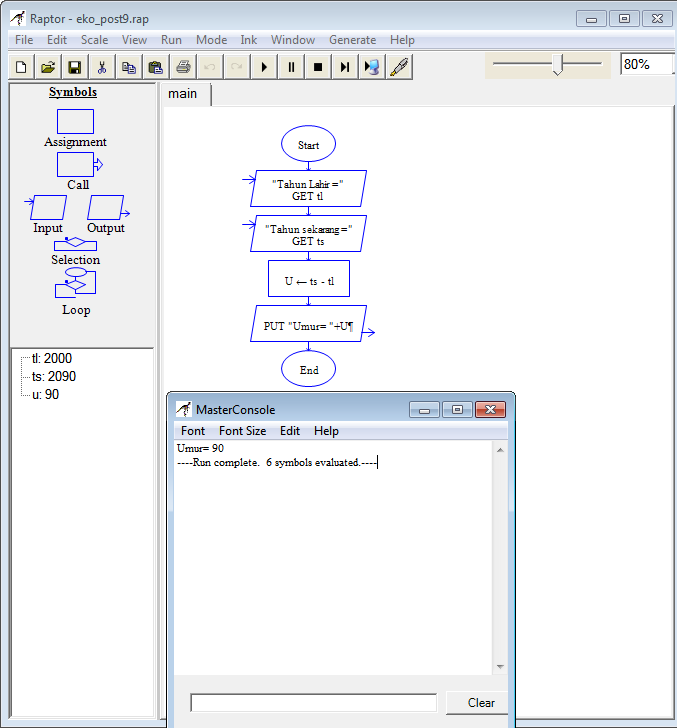 Raptor - eko_post9.rap
File Edit Scale View Run Mode Ink Window Generate Help
80%
Symbols
Assignment
Call
Input Output
Selection
Loop
tl: 2000
ts: 2090
u: 90
main
Start
"Tahun Lahir="
GET tl
"Tahun sekarang="
GET ts
U ← ts - tl
PUT "Umur= "+U¶
End
MasterConsole
Font Font Size Edit Help
Umur= 90
----Run complete. 6 symbols evaluated.----
Clear